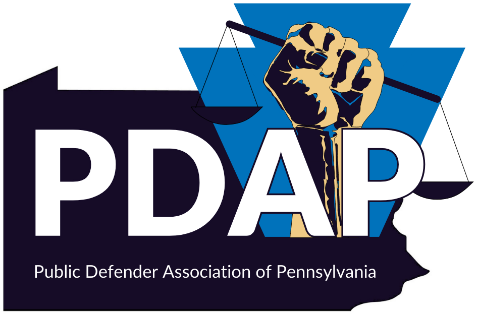 PDAP
Public Defender Association of Pennsylvania